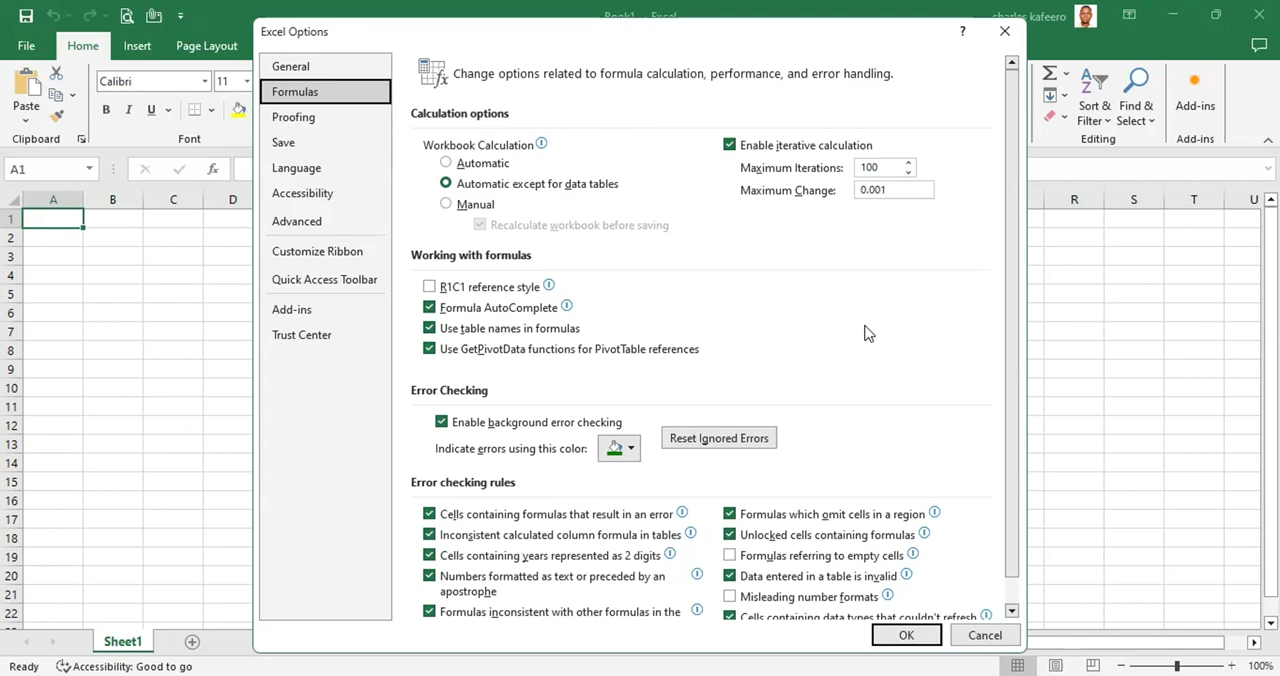 Book1 - Excel
charles kafeero
File
Home
Insert
Page Layout
Excel Options
?
Calibri
11
Paste
B I U
Clipboard
Font
Sort &
Filter
Find &
Select
Editing
Add-ins
Add-ins
A1
fx
A B C D R S T U
1
2
3
4
5
6
7
8
9
10
11
12
13
14
15
16
17
18
19
20
21
22
General
Formulas
Proofing
Save
Language
Accessibility
Advanced
Customize Ribbon
Quick Access Toolbar
Add-ins
Trust Center
Change options related to formula calculation, performance, and error handling.
Calculation options
Workbook Calculation
Automatic
Automatic except for data tables
Manual
Recalculate workbook before saving
Enable iterative calculation
Maximum Iterations: 100
Maximum Change: 0.001
Working with formulas
R1C1 reference style
Formula AutoComplete
Use table names in formulas
Use GetPivotData functions for PivotTable references
Error Checking
Enable background error checking
Indicate errors using this color:
Reset Ignored Errors
Error checking rules
Cells containing formulas that result in an error
Inconsistent calculated column formula in tables
Cells containing years represented as 2 digits
Numbers formatted as text or preceded by an
apostrophe
Formulas inconsistent with other formulas in the
Formulas which omit cells in a region
Unlocked cells containing formulas
Formulas referring to empty cells
Data entered in a table is invalid
Misleading number formats
Cells containing data types that couldn't refresh
OK
Cancel
Sheet1
Ready
Accessibility: Good to go
100%